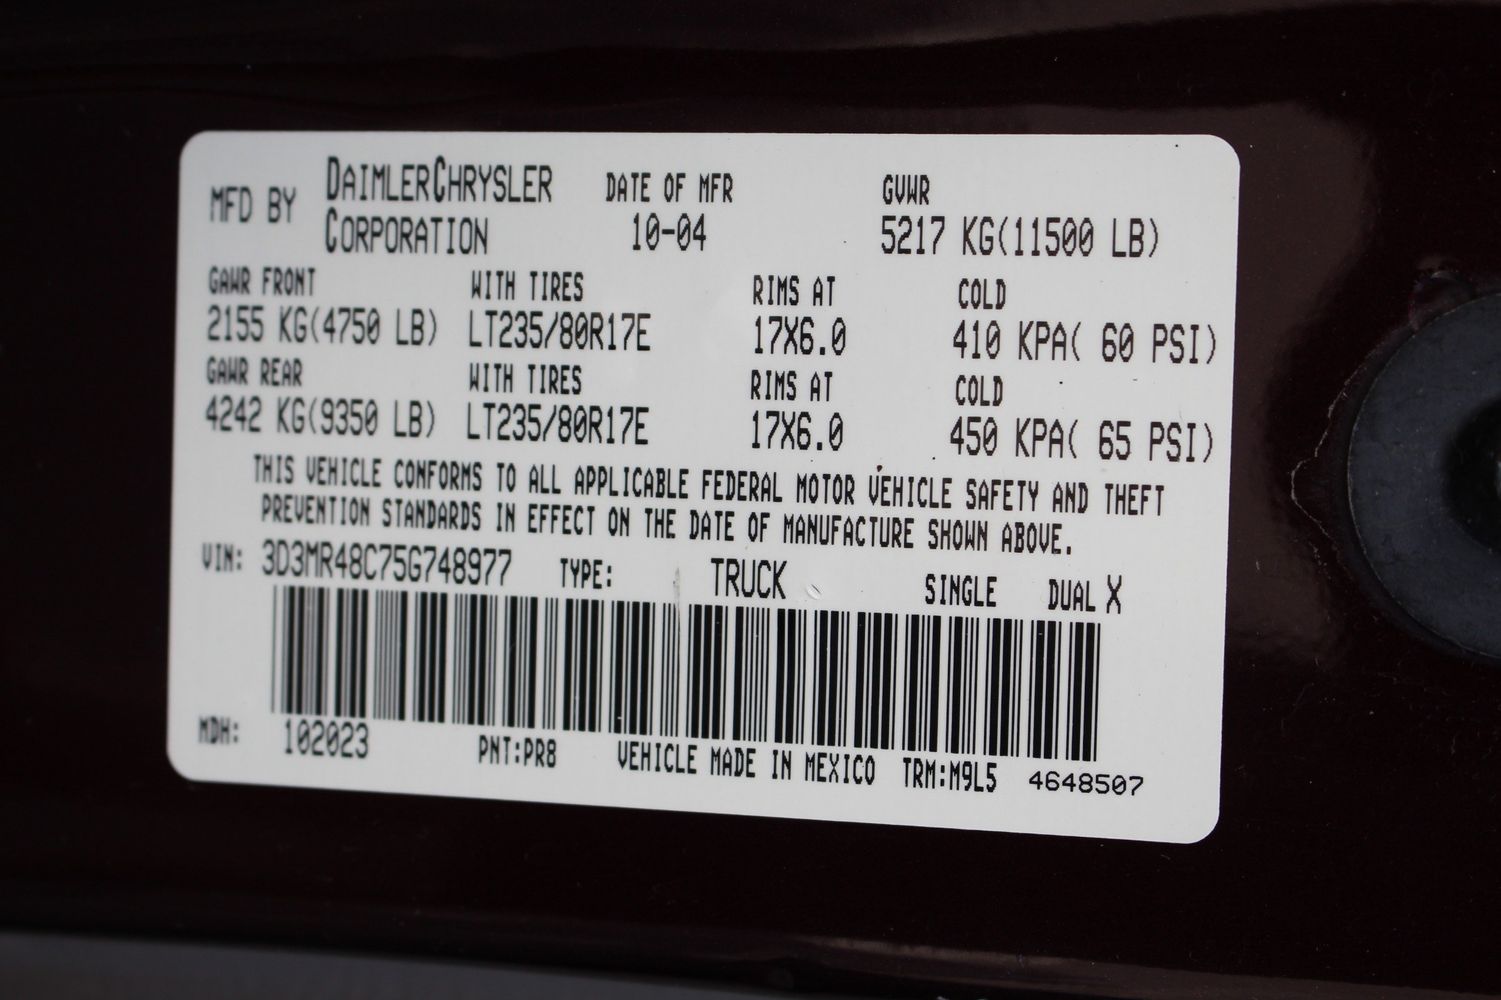 MFD BY DAIMLERCHRYSLER CORPORATION DATE OF MFR 10-04 GVWR 5217 KG(11500 LB)
GAWR FRONT WITH TIRES RIMS AT COLD
2155 KG(4750 LB) LT235/80R17E 17X6.0 410 KPA( 60 PSI)
GAWR REAR WITH TIRES RIMS AT COLD
4242 KG(9350 LB) LT235/80R17E 17X6.0 450 KPA( 65 PSI)
THIS VEHICLE CONFORMS TO ALL APPLICABLE FEDERAL MOTOR VEHICLE SAFETY AND THEFT
PREVENTION STANDARDS IN EFFECT ON THE DATE OF MANUFACTURE SHOWN ABOVE.
VIN: 3D3MR48C75G748977 TYPE: TRUCK SINGLE DUAL X
MDH: 102023 PNT:PR8 VEHICLE MADE IN MEXICO TRM:M9L5 4648507